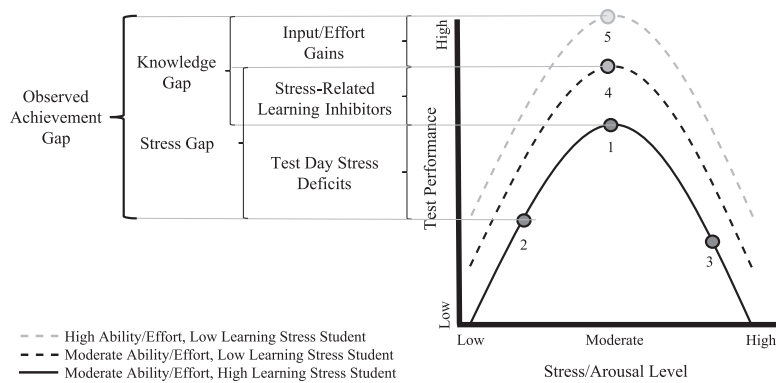 Observed
Achievement
Gap
Knowledge
Gap
Stress Gap
Input/Effort
Gains
Stress-Related
Learning Inhibitors
Test Day Stress
Deficits
Test Performance
High
Low
5
4
1
2
3
Low
Moderate
High
Stress/Arousal Level
High Ability/Effort, Low Learning Stress Student
Moderate Ability/Effort, Low Learning Stress Student
Moderate Ability/Effort, High Learning Stress Student